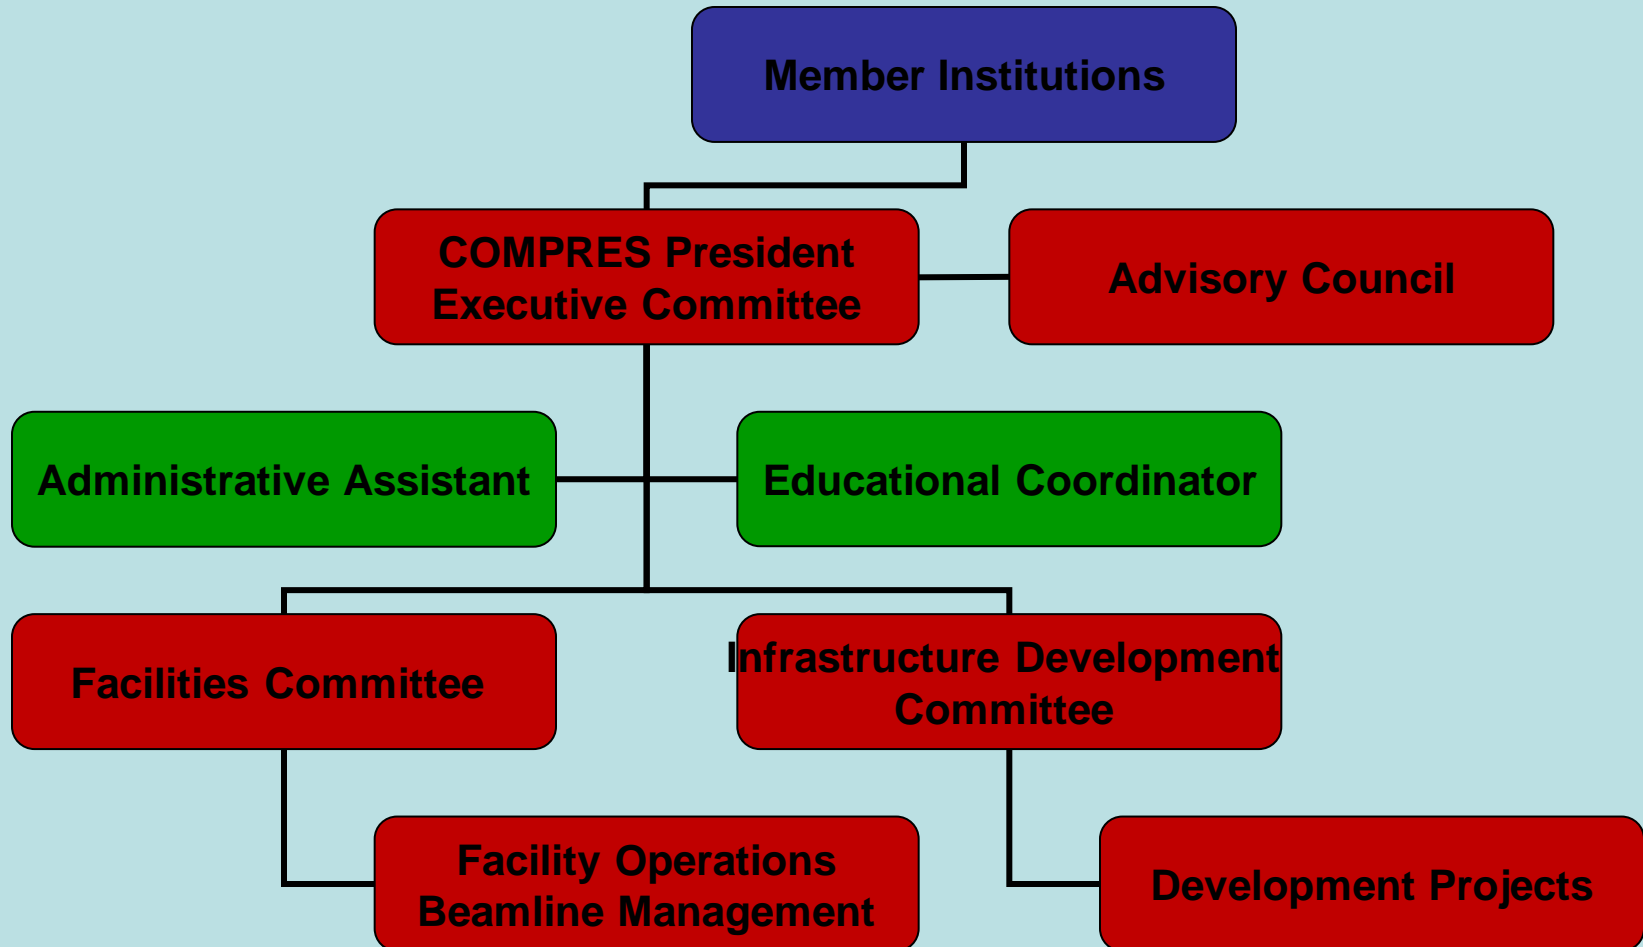 Member Institutions
COMPRES President
Executive Committee
Advisory Council
Administrative Assistant
Educational Coordinator
Facilities Committee
Infrastructure Development
Committee
Facility Operations
Beamline Management
Development Projects